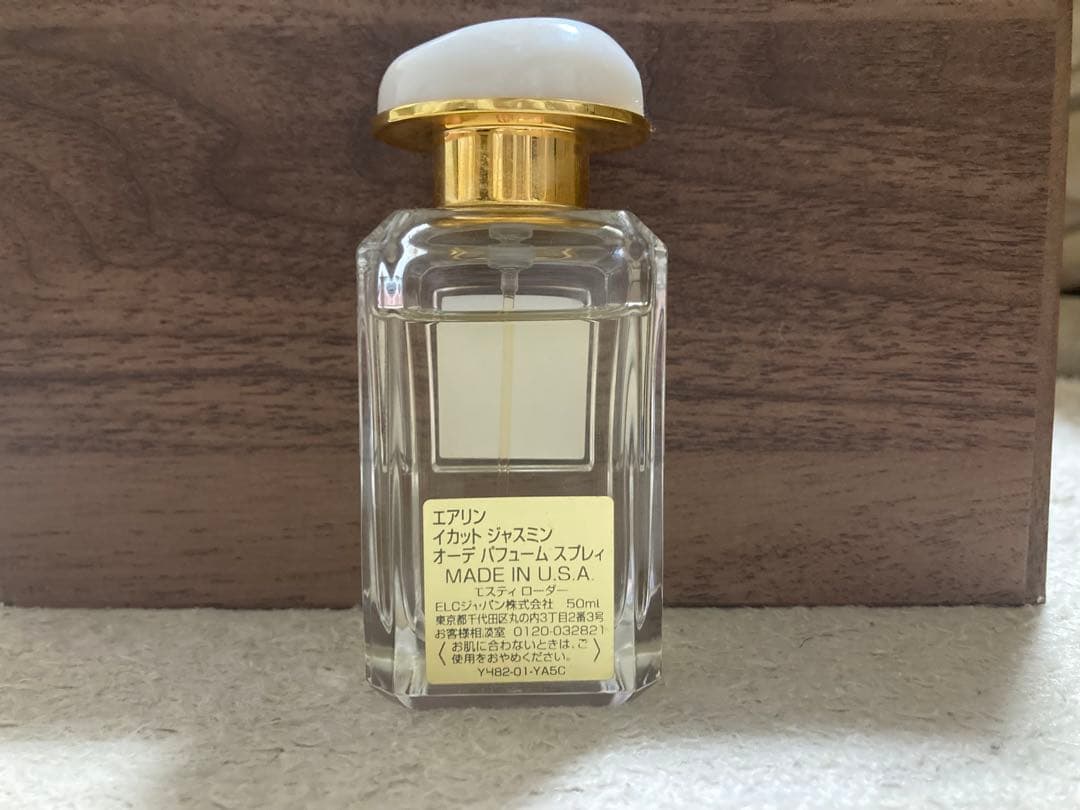 エアリン
イカット ジャスミン
オーデ パフューム スプレィ
MADE IN U.S.A.
エスティ ローダー
ELCジャパン株式会社 50ml
東京都千代田区丸の内3丁目2番3号
お客様相談室 0120-032821
〈お肌に合わないときは、ご
使用をおやめください。〉
Y482-01-YA5C